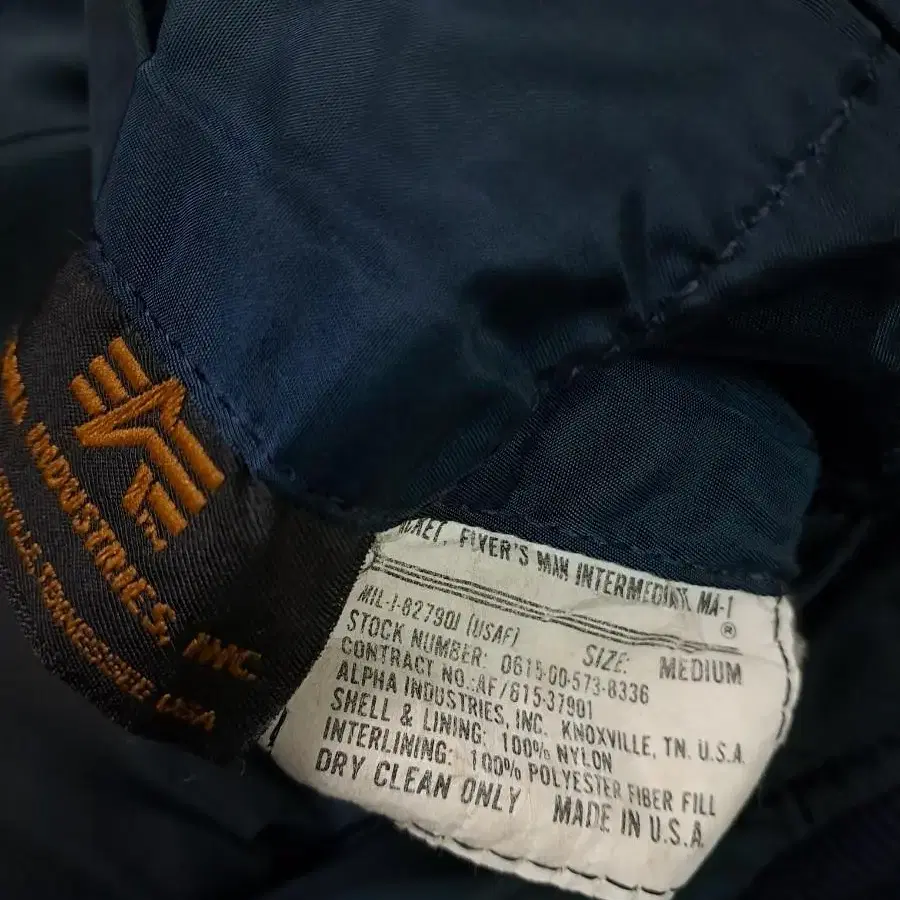 INDUSTRIES, INC.
TENNESSEE USA
FLYER'S MAN INTERMEDIATE MA-1
®
MIL-J-82790J (USAF)
SIZE: MEDIUM
STOCK NUMBER: 0615-00-573-8336
CONTRACT NO.:AF/615-37901
ALPHA INDUSTRIES, INC. KNOXVILLE, TN. U.S.A.
SHELL & LINING: 100% NYLON
INTERLINING: 100% POLYESTER FIBER FILL
DRY CLEAN ONLY MADE IN U.S.A.